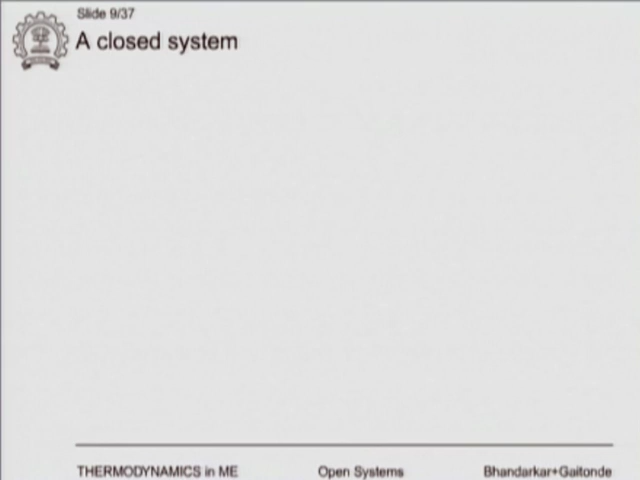 Slide 9/37
A closed system
THERMODYNAMICS in ME Open Systems Bhandarkar+Gaitonde